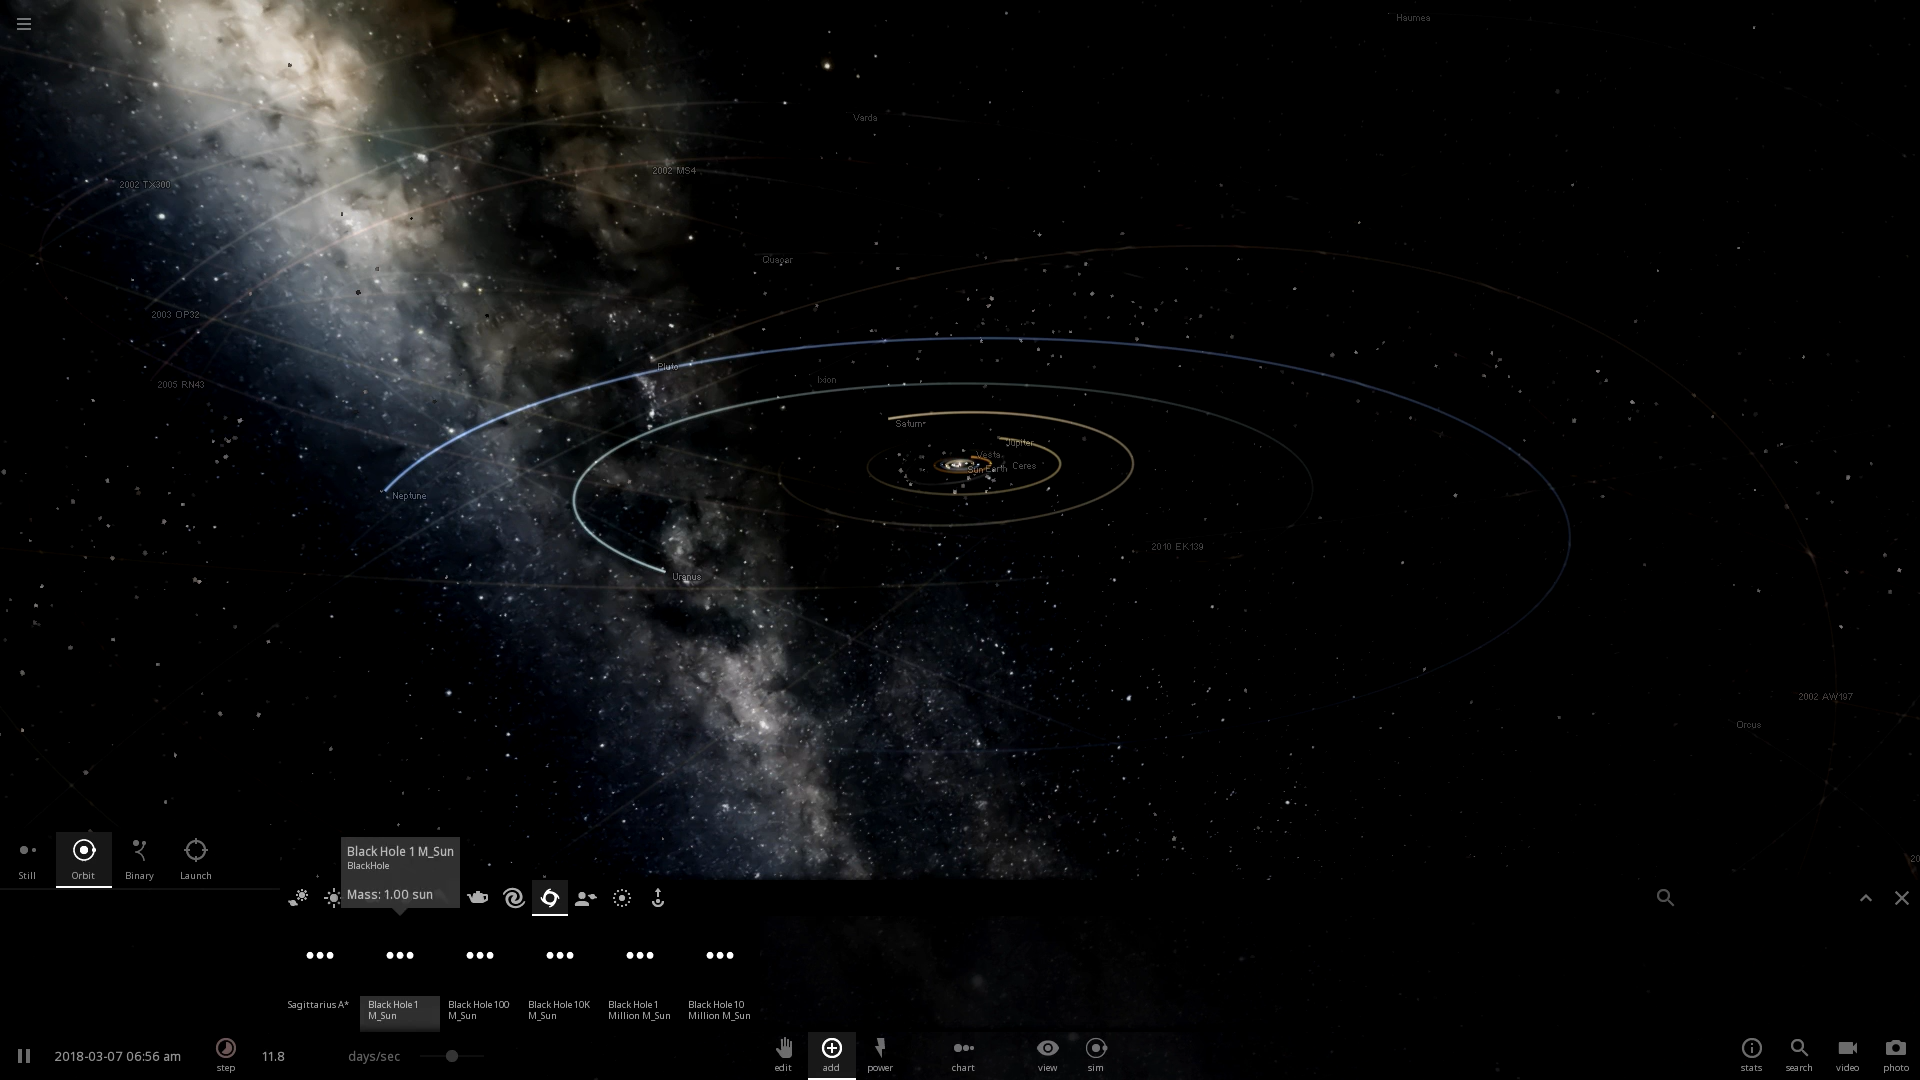 Haumea
Varda
2002 MS4
2002 TX300
Quaoar
2003 OP32
Pluto
Ixion
2005 RN43
Saturn
Jupiter
Vesta
Sun
Earth
Ceres
Neptune
2010 EK139
Uranus
2002 AW197
Orcus
Black Hole 1 M_Sun
BlackHole
Mass: 1.00 sun
Still
Orbit
Binary
Launch
Sagittarius A*
Black Hole 1
M_Sun
Black Hole 100
M_Sun
Black Hole 10K
M_Sun
Black Hole 1
Million M_Sun
Black Hole 10
Million M_Sun
2018-03-07 06:56 am
step
11.8
days/sec
edit
add
power
chart
view
sim
stats
search
video
photo